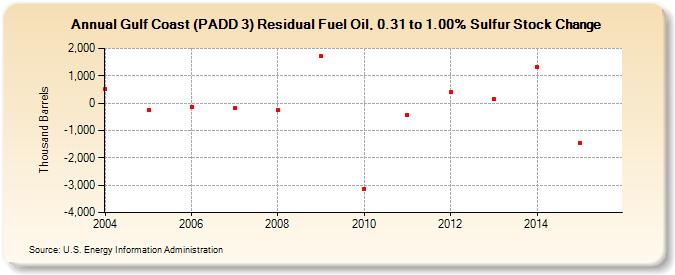 Annual Gulf Coast (PADD 3) Residual Fuel Oil, 0.31 to 1.00% Sulfur Stock Change
Thousand Barrels
2,000
1,000
0
-1,000
-2,000
-3,000
-4,000
2004 2006 2008 2010 2012 2014
Source: U.S. Energy Information Administration